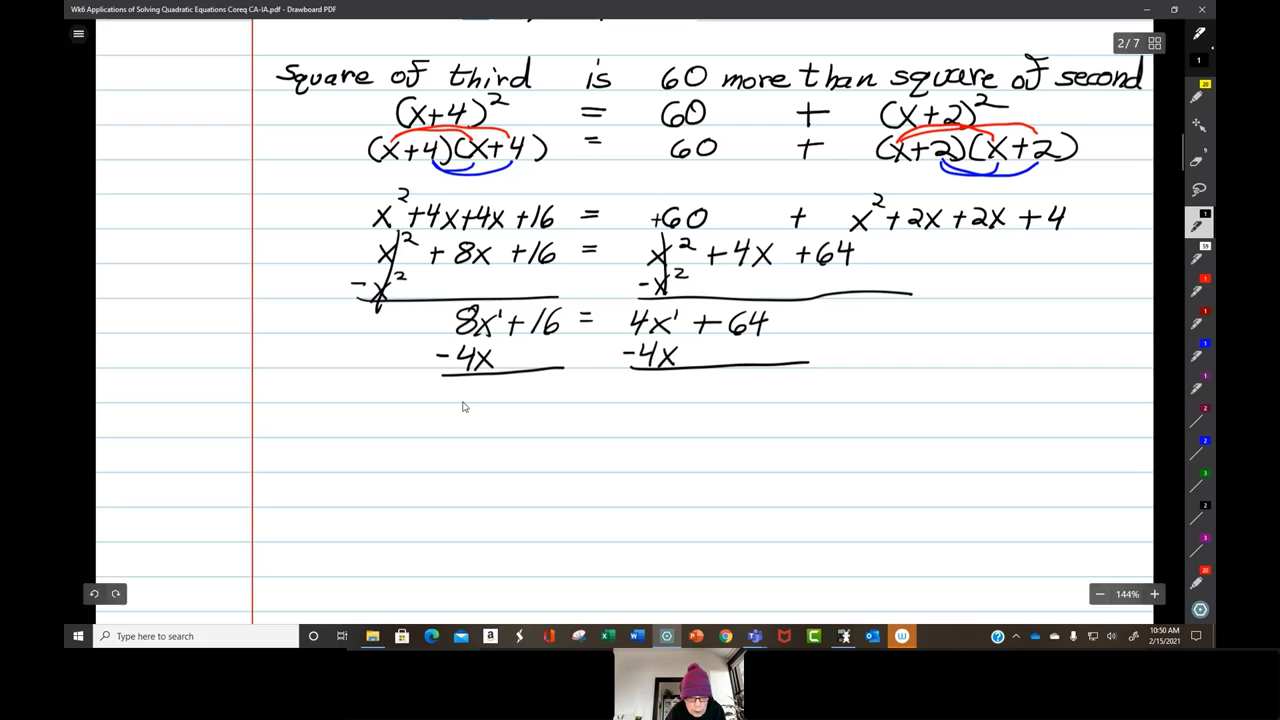 Wk6 Applications of Solving Quadratic Equations Coreq CA-IA.pdf - Drawboard PDF
2/7
Square of third is 60 more than square of second
(x+4)² = 60 + (x+2)²
(x+4)(x+4) = 60 + (x+2)(x+2)
x²+4x+4x+16 = +60 + x²+2x+2x+4
x² + 8x + 16 = x² + 4x + 64
-x² -x²
8x¹+16 = 4x¹ + 64
-4x -4x
144%
Type here to search
10:50 AM
2/15/2021